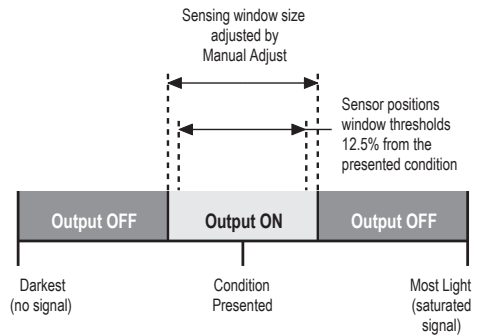 Sensing window size
adjusted by
Manual Adjust
Sensor positions
window thresholds
12.5% from the
presented condition
Output OFF
Output ON
Output OFF
Darkest
(no signal)
Condition
Presented
Most Light
(saturated
signal)